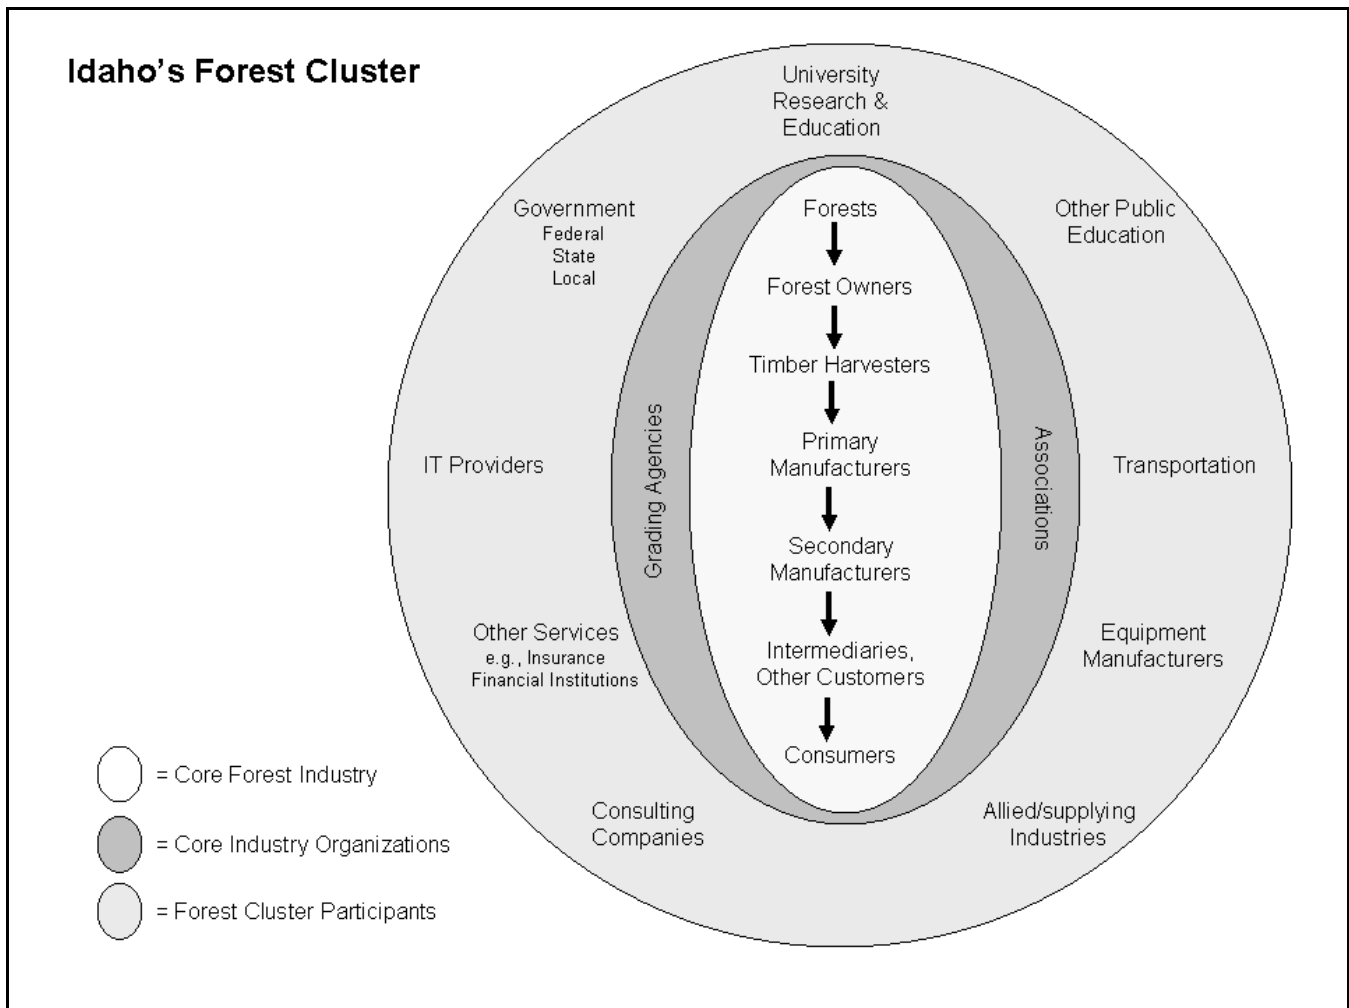 Idaho's Forest Cluster
University
Research &
Education
Government
Federal
State
Local
Other Public
Education
Forests
Forest Owners
Timber Harvesters
Primary
Manufacturers
Secondary
Manufacturers
Intermediaries,
Other Customers
Consumers
Grading Agencies
Associations
IT Providers
Transportation
Other Services
e.g., Insurance
Financial Institutions
Equipment
Manufacturers
Consulting
Companies
Allied/supplying
Industries
= Core Forest Industry
= Core Industry Organizations
= Forest Cluster Participants